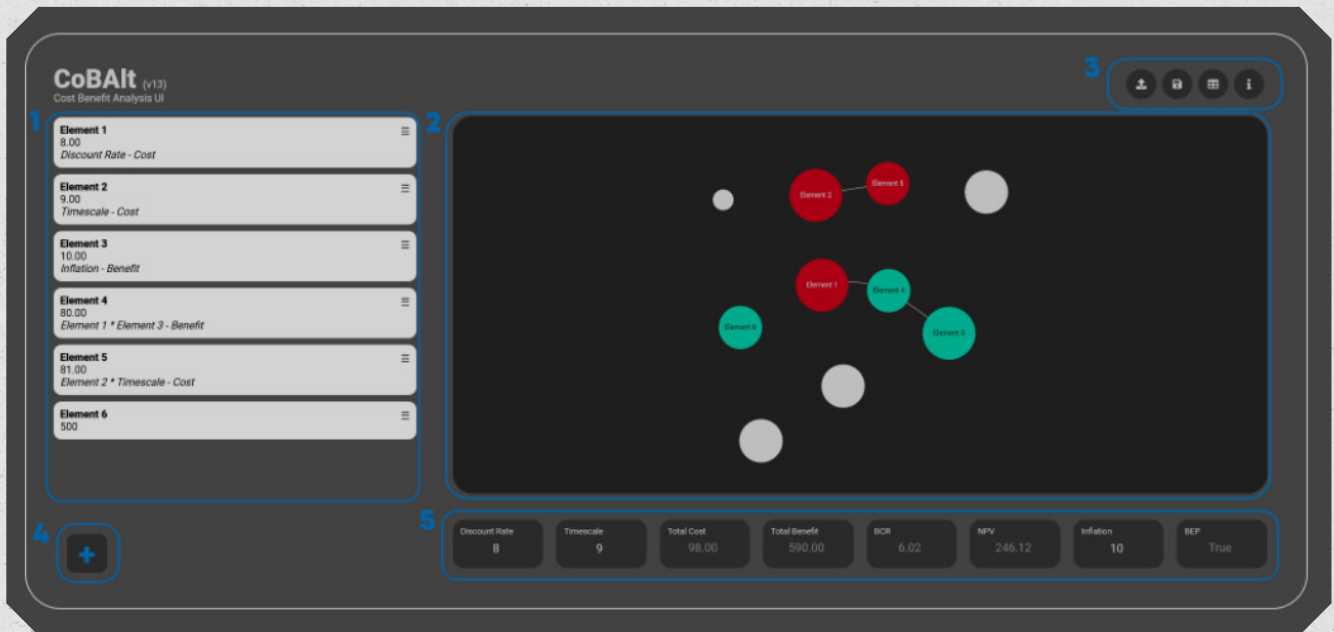 CoBAlt (v13)
Cost Benefit Analysis UI
3
1
Element 1
8.00
Discount Rate - Cost
Element 2
9.00
Timescale - Cost
Element 3
10.00
Inflation - Benefit
Element 4
80.00
Element 1 * Element 3 - Benefit
Element 5
81.00
Element 2 * Timescale - Cost
Element 6
500
2
Element 2
Element 5
Element 1
Element 4
Element 6
Element 3
4
5
Discount Rate
8
Timescale
9
Total Cost
98.00
Total Benefit
590.00
BCR
6.02
NPV
246.12
Inflation
10
BEP
True